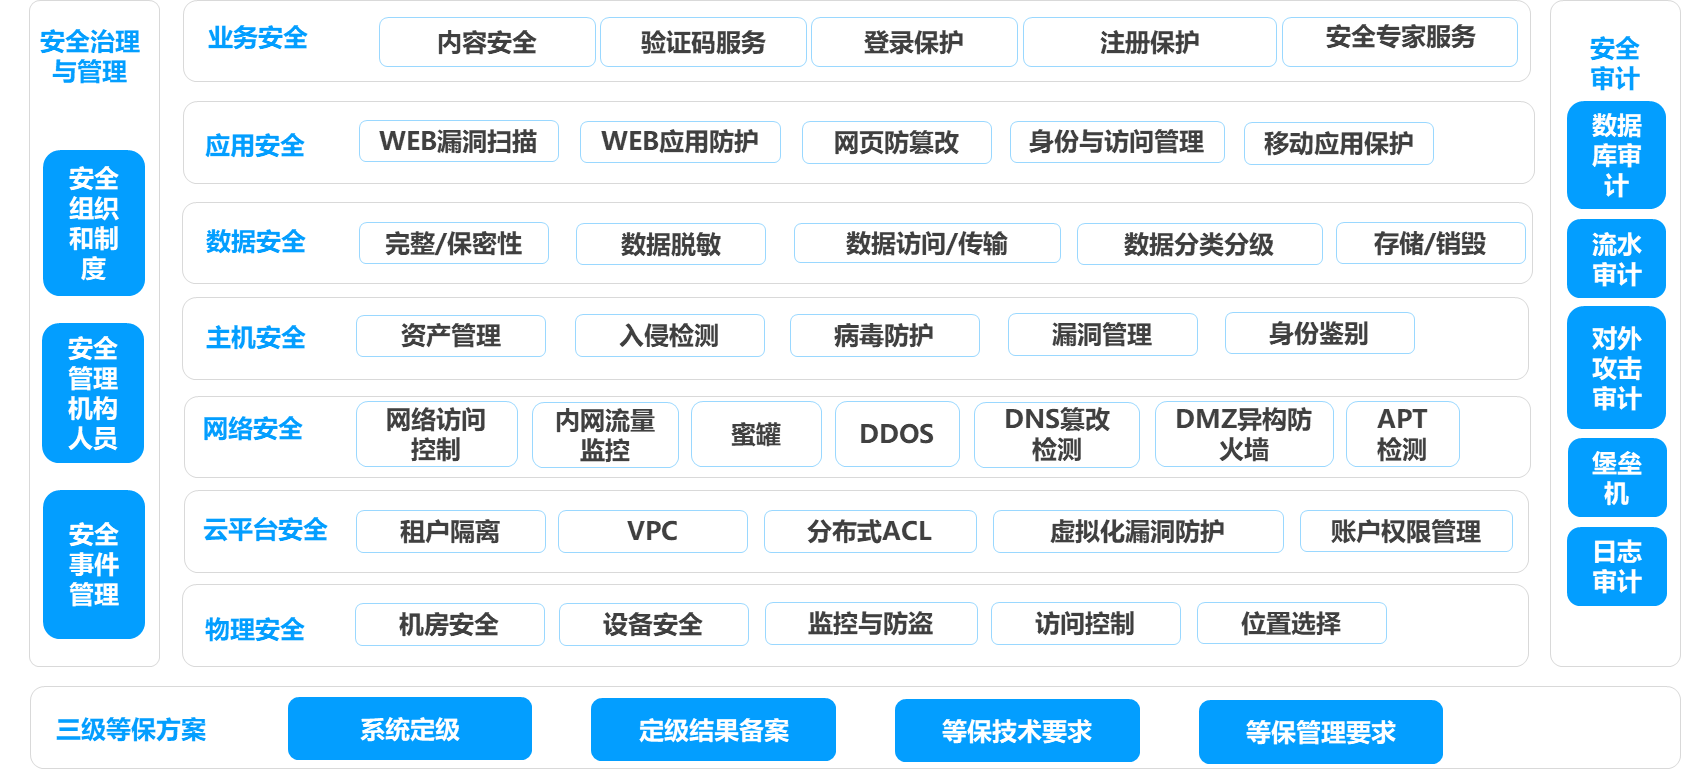 安全治理
与管理
安全
组织
和制
度
安全
管理
机构
人员
安全
事件
管理
业务安全
内容安全
验证码服务
登录保护
注册保护
安全专家服务
应用安全
WEB漏洞扫描
WEB应用防护
网页防篡改
身份与访问管理
移动应用保护
数据安全
完整/保密性
数据脱敏
数据访问/传输
数据分类分级
存储/销毁
主机安全
资产管理
入侵检测
病毒防护
漏洞管理
身份鉴别
网络安全
网络访问
控制
内网流量
监控
蜜罐
DDOS
DNS篡改
检测
DMZ异构防
火墙
APT
检测
云平台安全
租户隔离
VPC
分布式ACL
虚拟化漏洞防护
账户权限管理
物理安全
机房安全
设备安全
监控与防盗
访问控制
位置选择
安全
审计
数据
库审
计
流水
审计
对外
攻击
审计
堡垒
机
日志
审计
三级等保方案
系统定级
定级结果备案
等保技术要求
等保管理要求